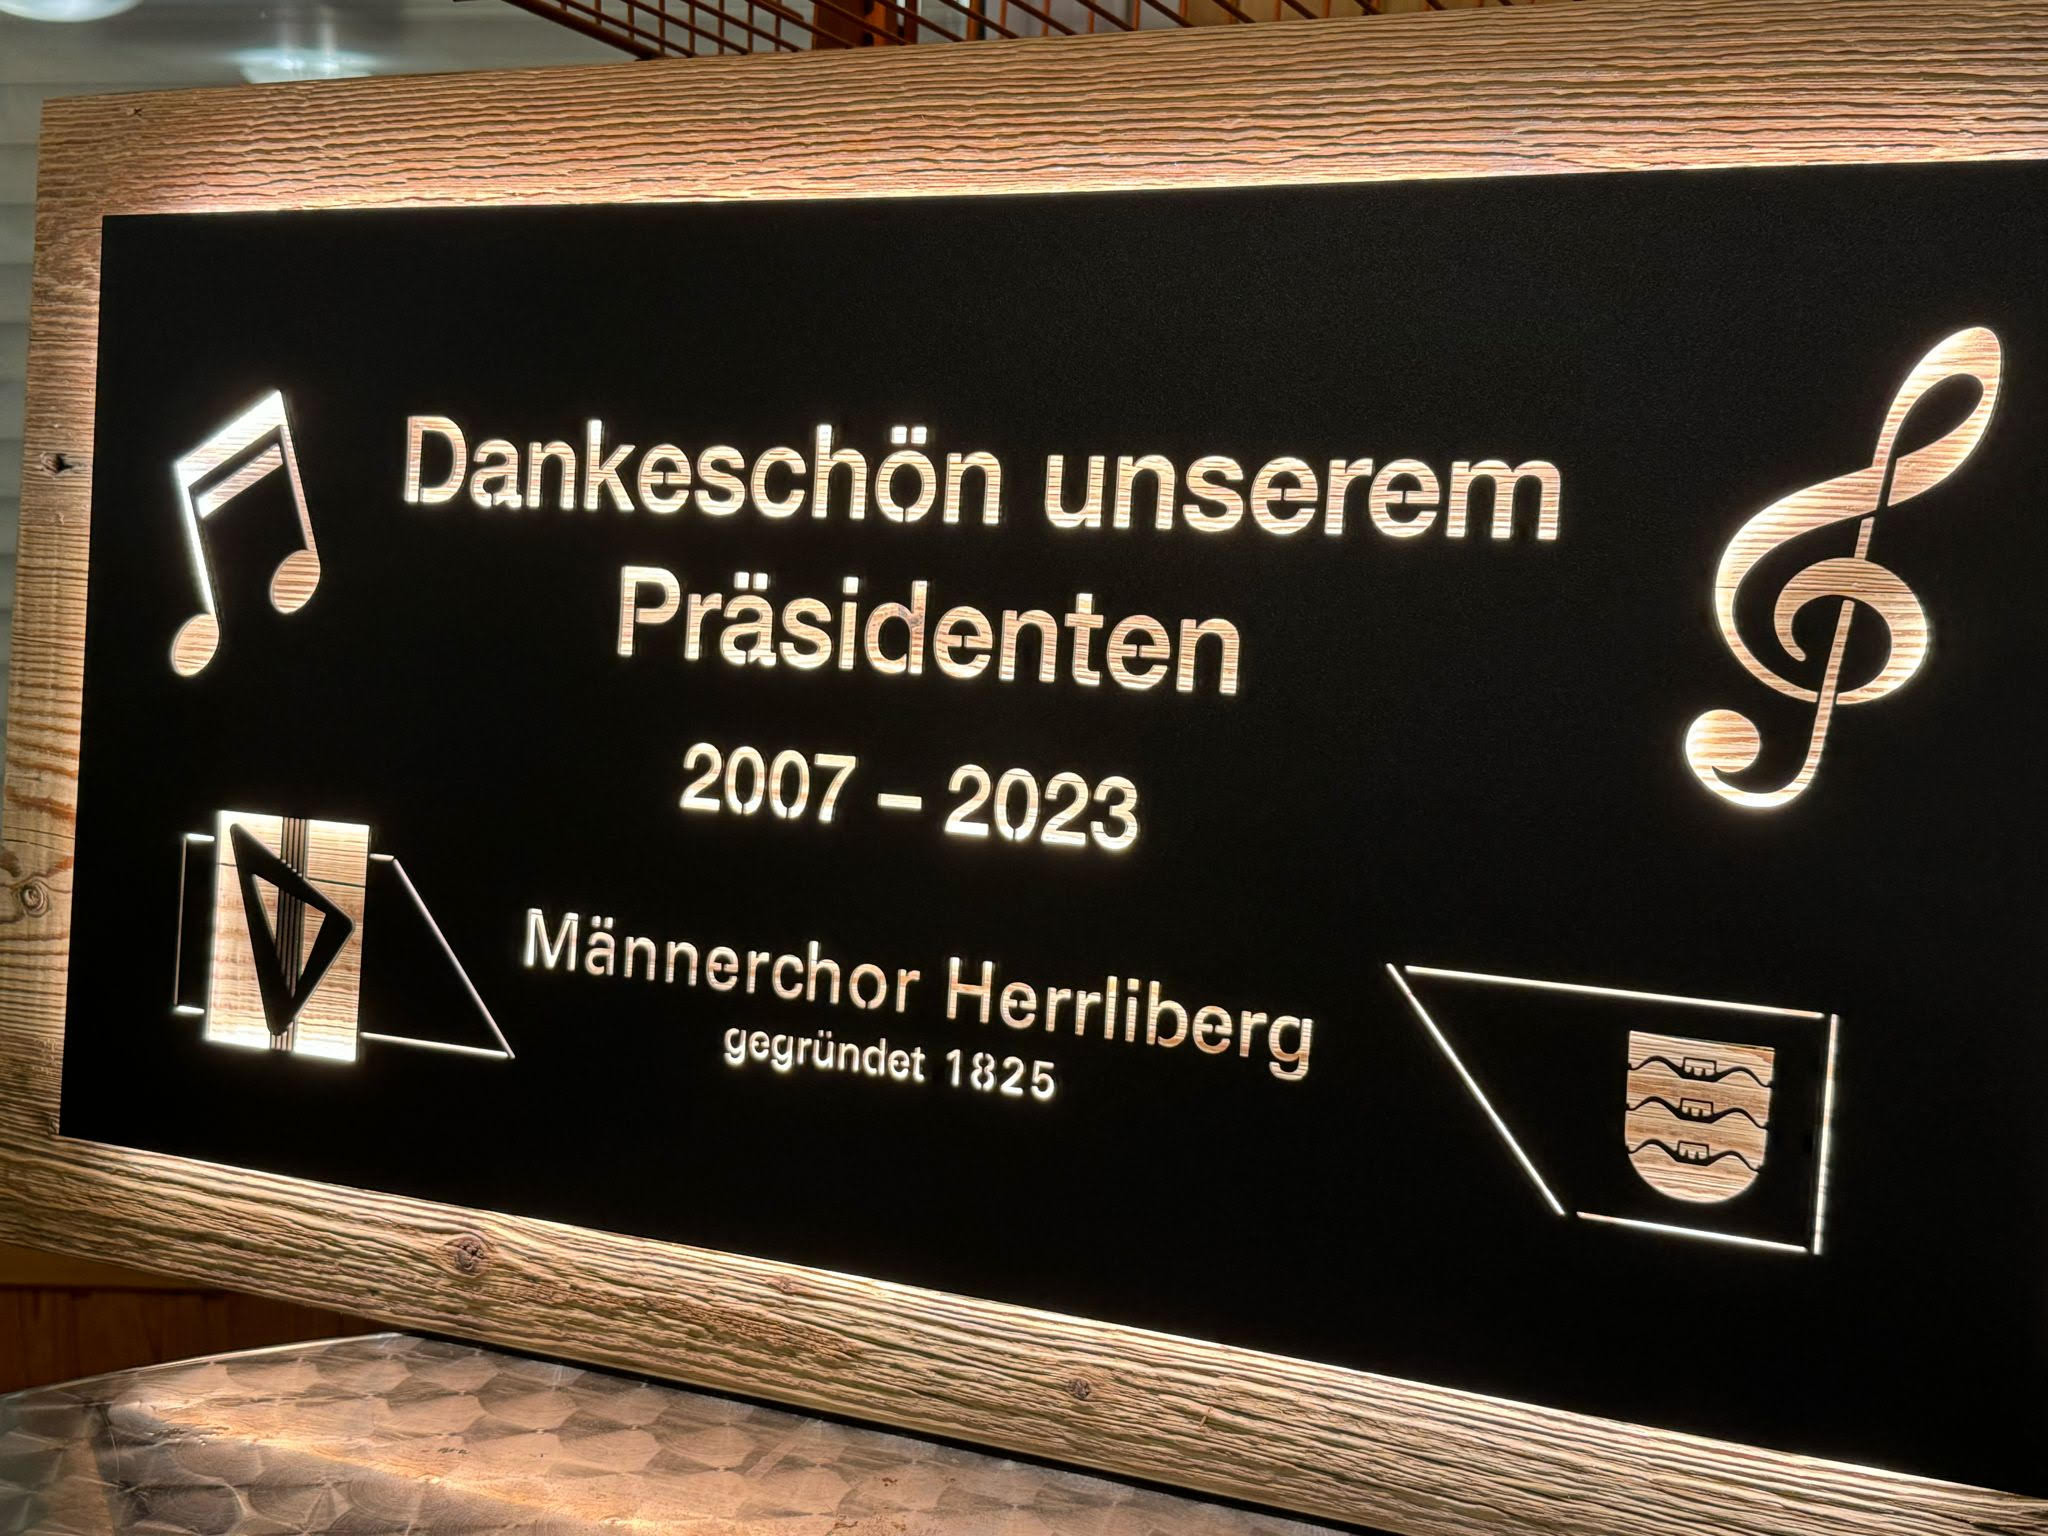 Dankeschön unserem
Präsidenten
2007 – 2023
Männerchor Herrliberg
gegründet 1825